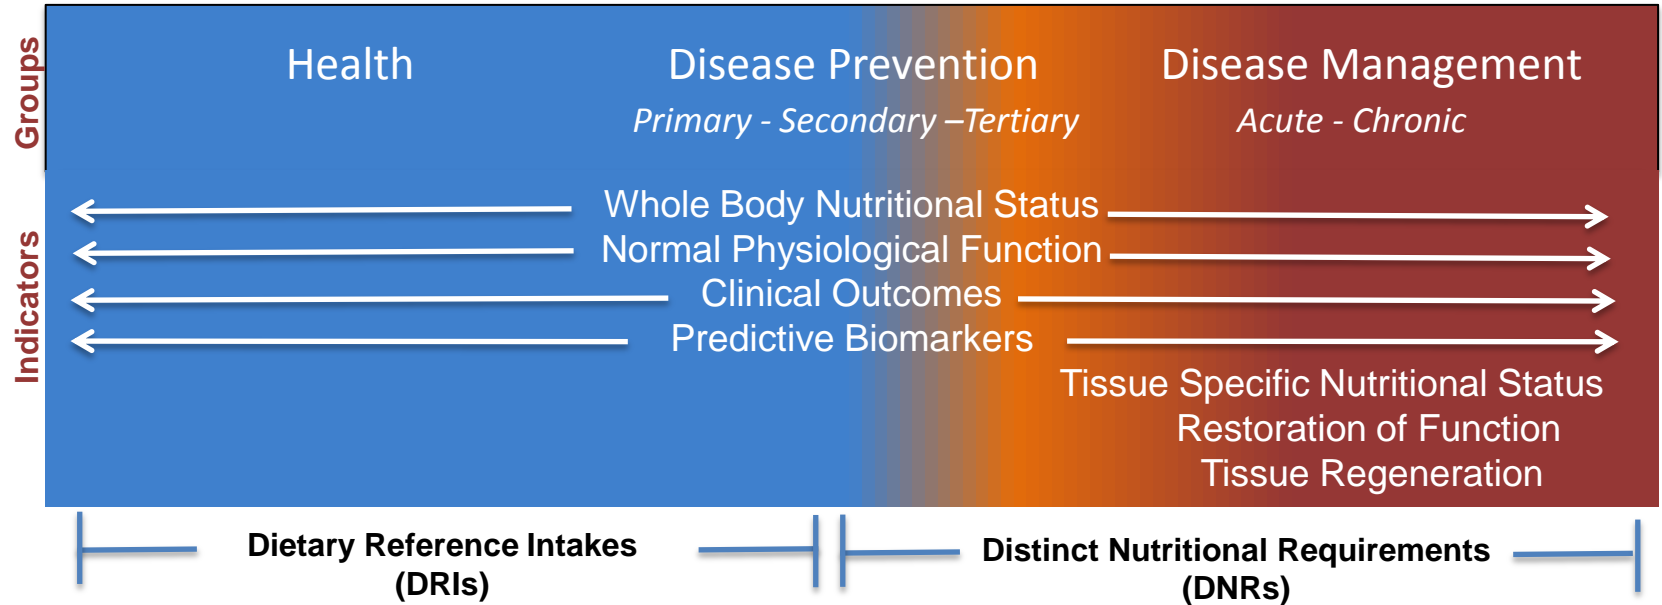 Groups
Health
Disease Prevention
Disease Management
Primary - Secondary –Tertiary
Acute - Chronic
Indicators
Whole Body Nutritional Status
Normal Physiological Function
Clinical Outcomes
Predictive Biomarkers
Tissue Specific Nutritional Status
Restoration of Function
Tissue Regeneration
Dietary Reference Intakes
(DRIs)
Distinct Nutritional Requirements
(DNRs)